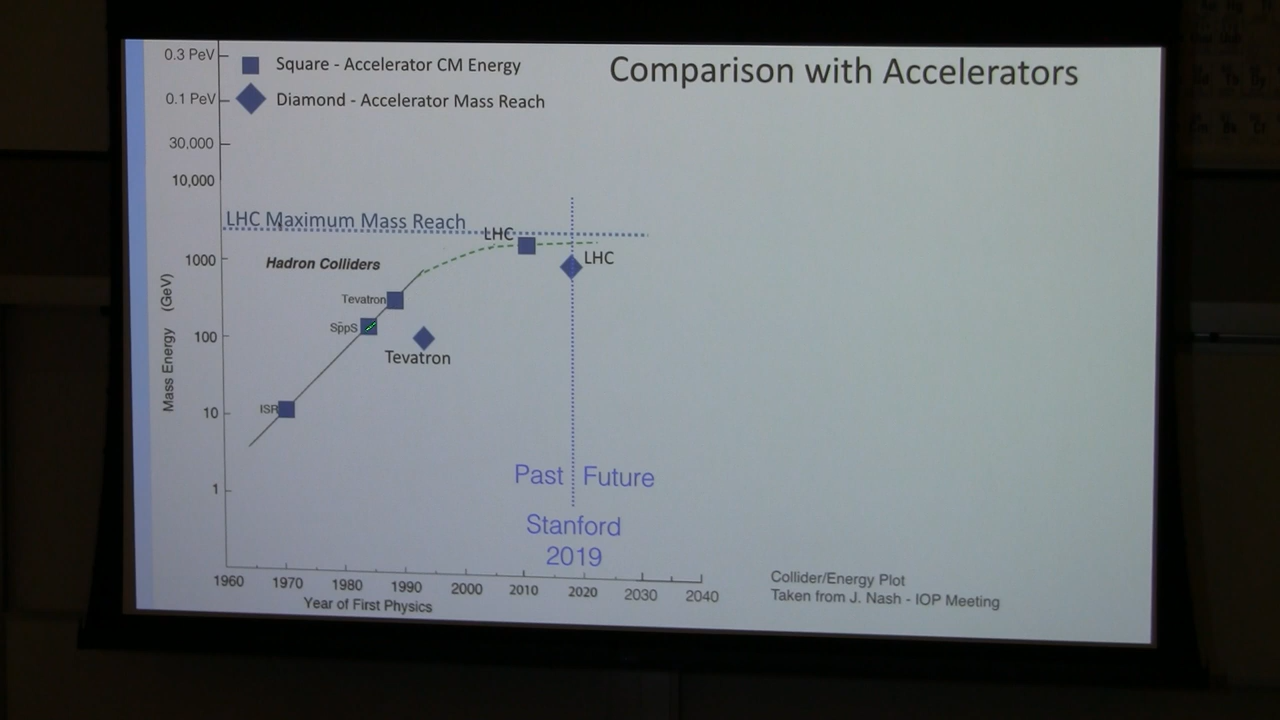 Comparison with Accelerators
Square - Accelerator CM Energy
Diamond - Accelerator Mass Reach
0.3 PeV
0.1 PeV
30,000
10,000
1000
100
10
1
Mass Energy (GeV)
LHC Maximum Mass Reach
LHC
LHC
Hadron Colliders
Tevatron
Sp̄pS
Tevatron
ISR
Past Future
Stanford
2019
1960 1970 1980 1990 2000 2010 2020 2030 2040
Year of First Physics
Collider/Energy Plot
Taken from J. Nash - IOP Meeting